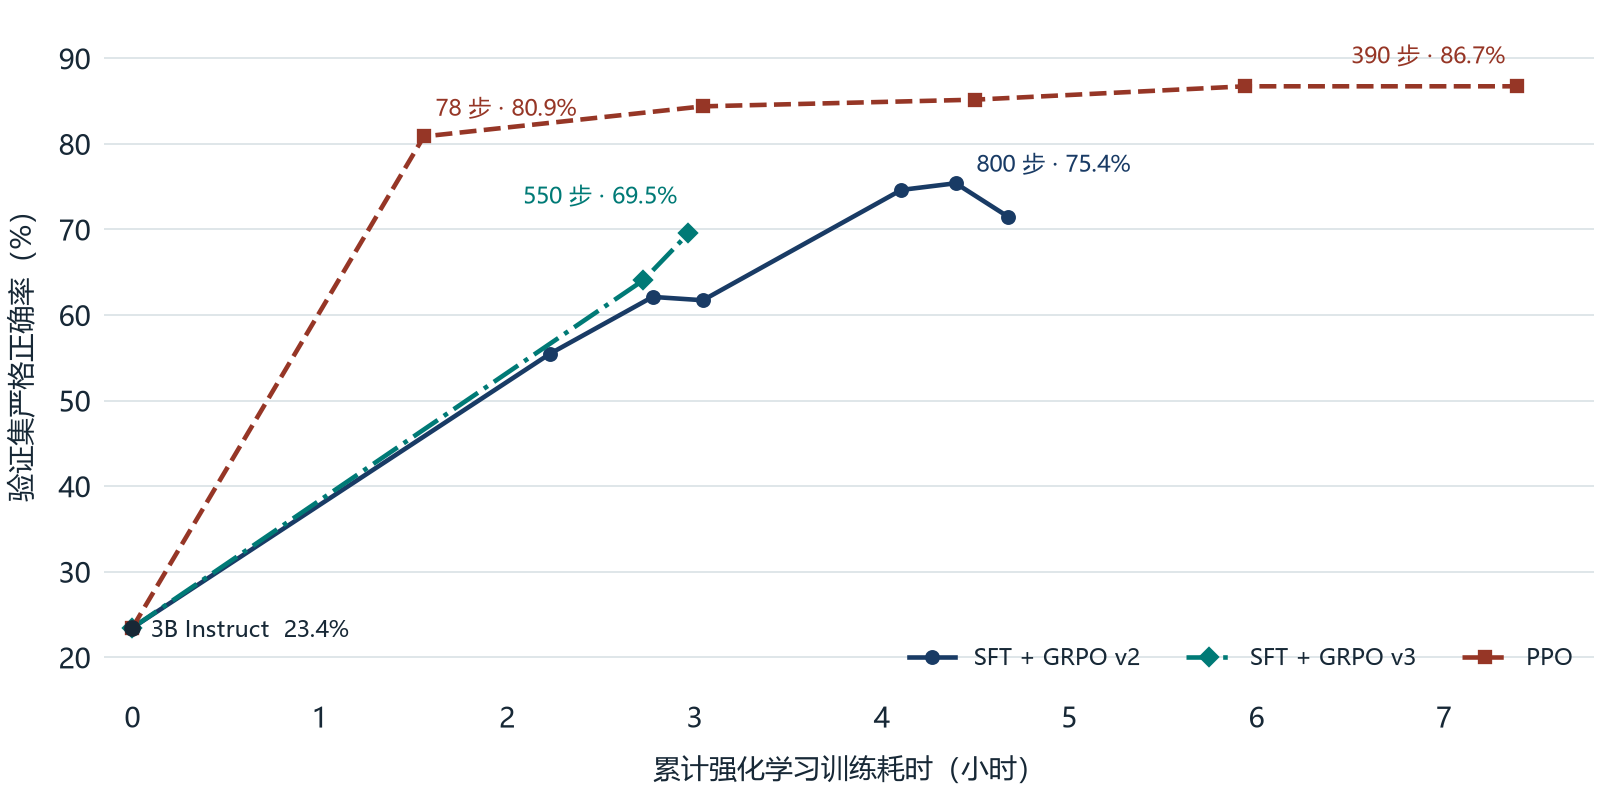 90
80
70
60
50
40
30
20
验证集严格正确率（%）
390 步 · 86.7%
78 步 · 80.9%
800 步 · 75.4%
550 步 · 69.5%
3B Instruct 23.4%
SFT + GRPO v2
SFT + GRPO v3
PPO
0 1 2 3 4 5 6 7
累计强化学习训练耗时（小时）